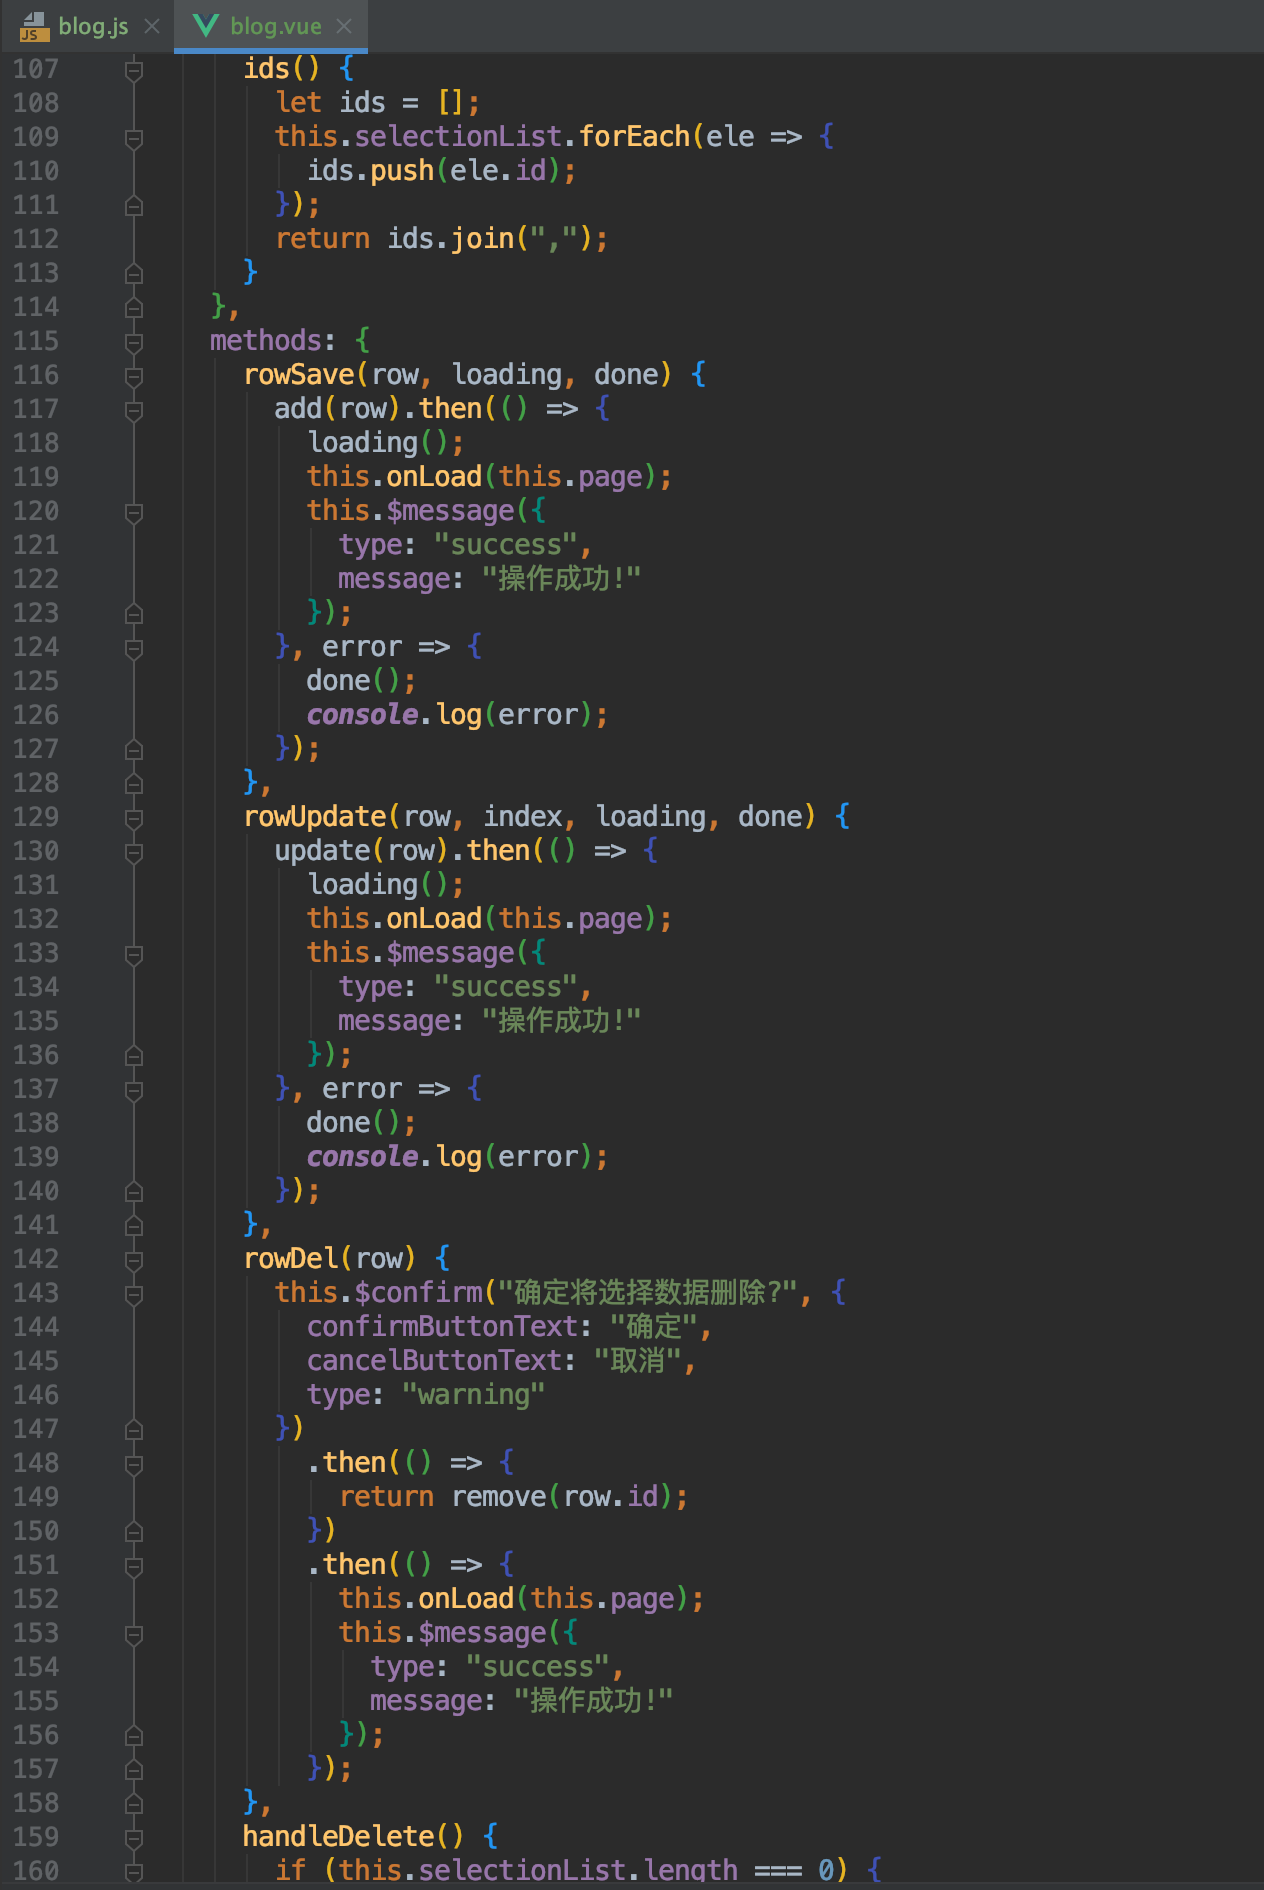 blog.js
blog.vue
107 ids() {
108 let ids = [];
109 this.selectionList.forEach(ele => {
110 ids.push(ele.id);
111 });
112 return ids.join(",");
113 }
114 },
115 methods: {
116 rowSave(row, loading, done) {
117 add(row).then(() => {
118 loading();
119 this.onLoad(this.page);
120 this.$message({
121 type: "success",
122 message: "操作成功!"
123 });
124 }, error => {
125 done();
126 console.log(error);
127 });
128 },
129 rowUpdate(row, index, loading, done) {
130 update(row).then(() => {
131 loading();
132 this.onLoad(this.page);
133 this.$message({
134 type: "success",
135 message: "操作成功!"
136 });
137 }, error => {
138 done();
139 console.log(error);
140 });
141 },
142 rowDel(row) {
143 this.$confirm("确定将选择数据删除?", {
144 confirmButtonText: "确定",
145 cancelButtonText: "取消",
146 type: "warning"
147 })
148 .then(() => {
149 return remove(row.id);
150 })
151 .then(() => {
152 this.onLoad(this.page);
153 this.$message({
154 type: "success",
155 message: "操作成功!"
156 });
157 });
158 },
159 handleDelete() {
160 if (this.selectionList.length === 0) {